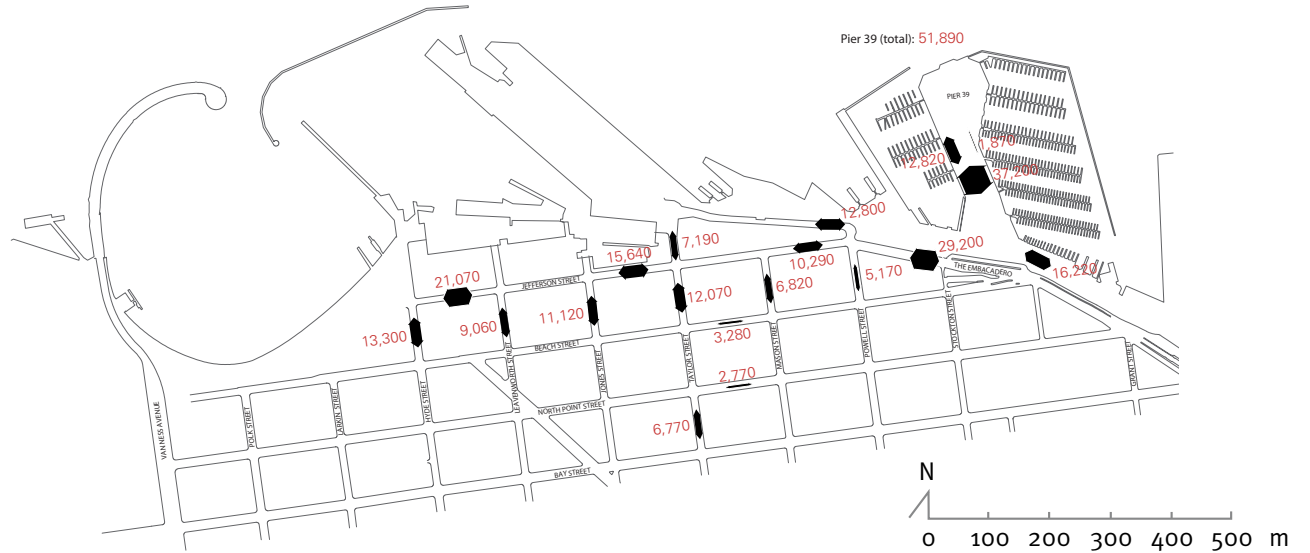 Pier 39 (total): 51,890
PIER 39
1,870
12,820
37,200
12,800
7,190
29,200
15,640
10,290
THE EMBACADERO
16,220
21,070
JEFFERSON STREET
5,170
6,820
12,070
11,120
9,060
13,300
3,280
BEACH STREET
2,770
VAN NESS AVENUE
POLK STREET
LARKIN STREET
HYDE STREET
LEAVENWORTH STREET
JONES STREET
TAYLOR STREET
MASON STREET
POWELL STREET
STOCKTON STREET
GRANT STREET
NORTH POINT STREET
6,770
BAY STREET
N
0 100 200 300 400 500 m